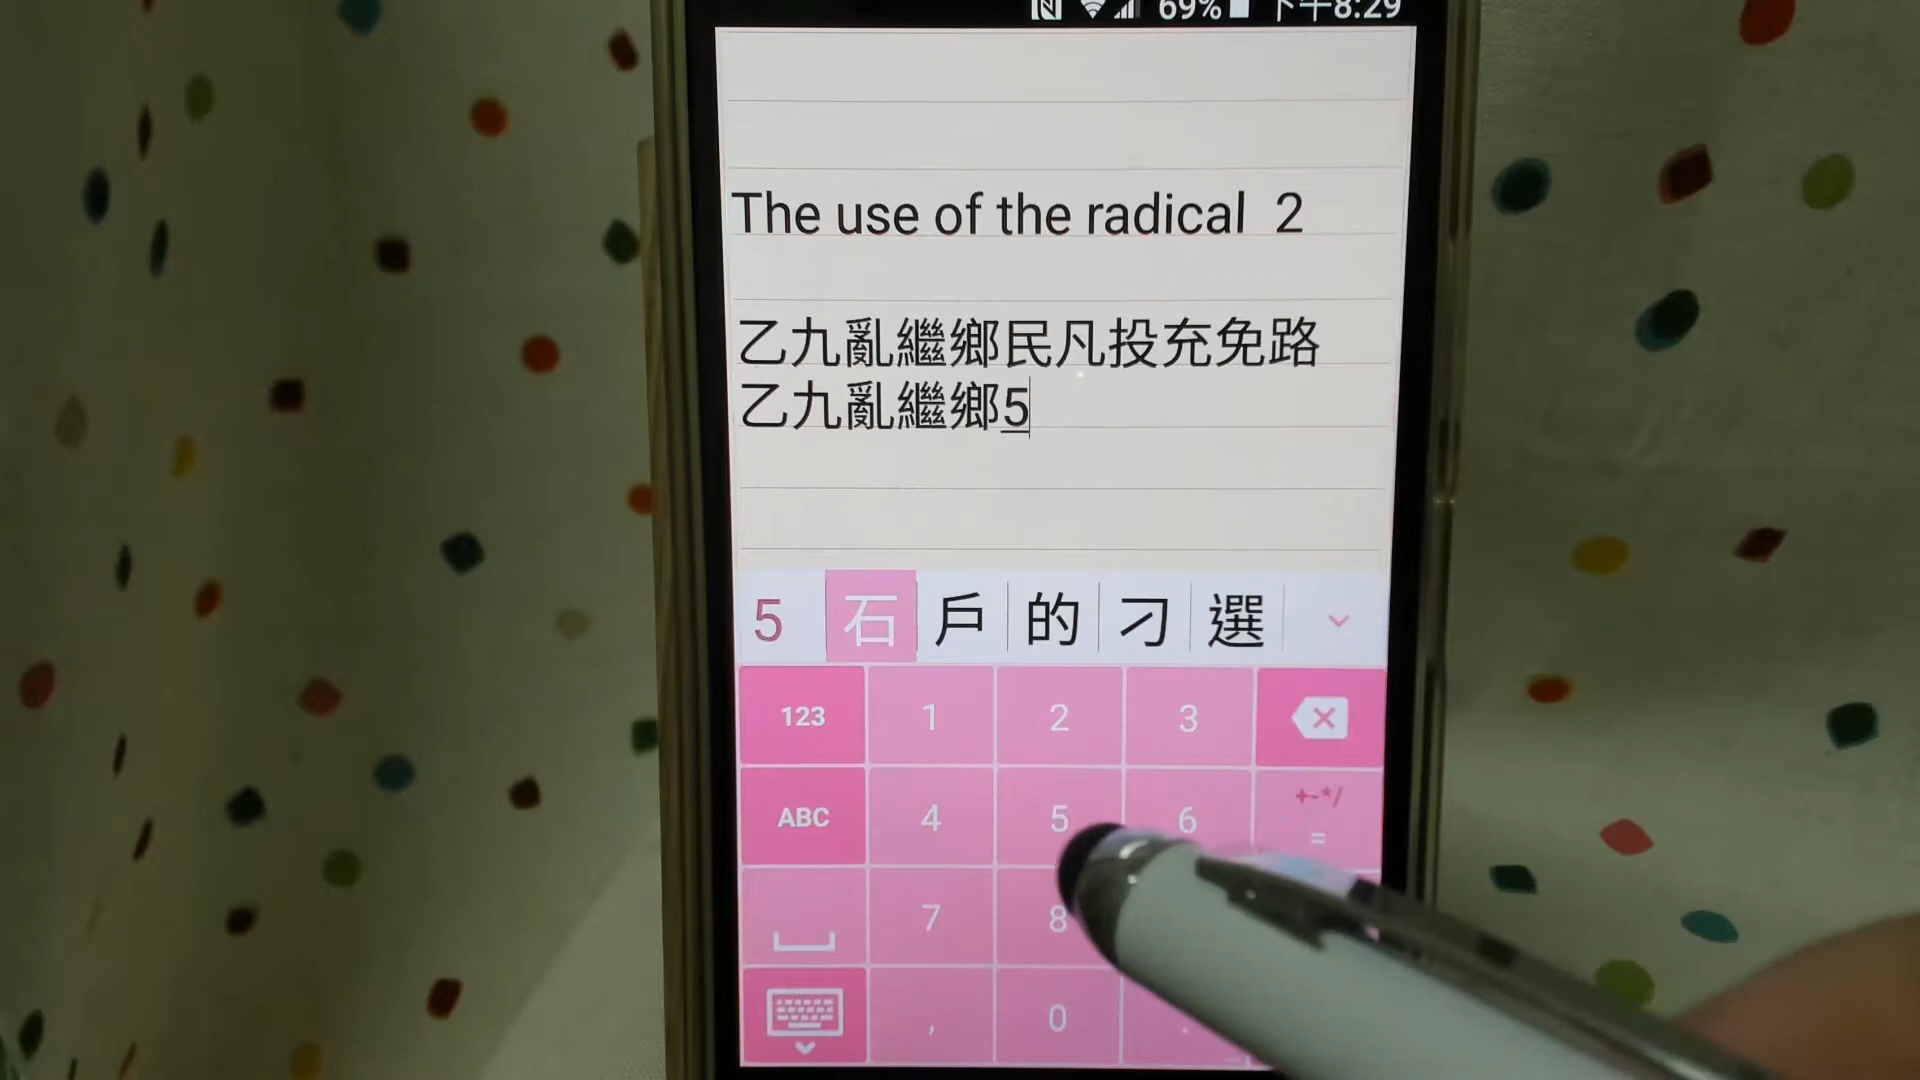 69% 下午8:29
The use of the radical 2
乙九亂繼鄉民凡投充免路
乙九亂繼鄉5
5 石 戶 的 刁 選
123 1 2 3
ABC 4 5 6 +-*/ =
7 8
, 0 .